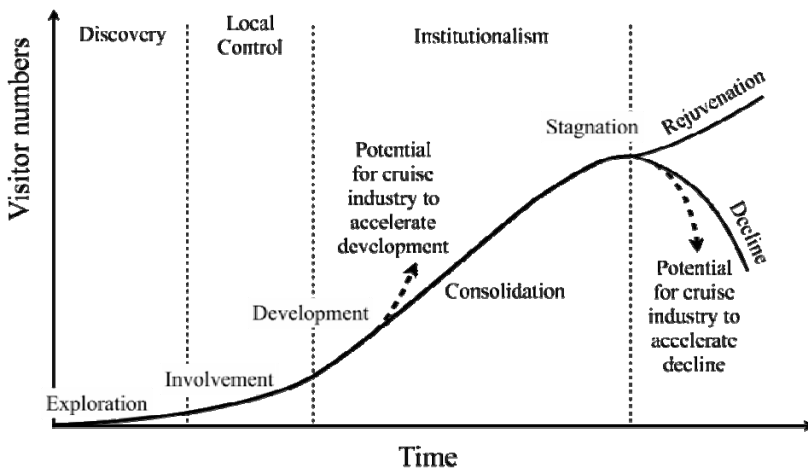 Discovery
Local
Control
Institutionalism
Visitor numbers
Stagnation
Rejuvenation
Potential
for cruise
industry to
accelerate
development
Decline
Consolidation
Potential
for cruise
industry to
accelerate
decline
Development
Involvement
Exploration
Time